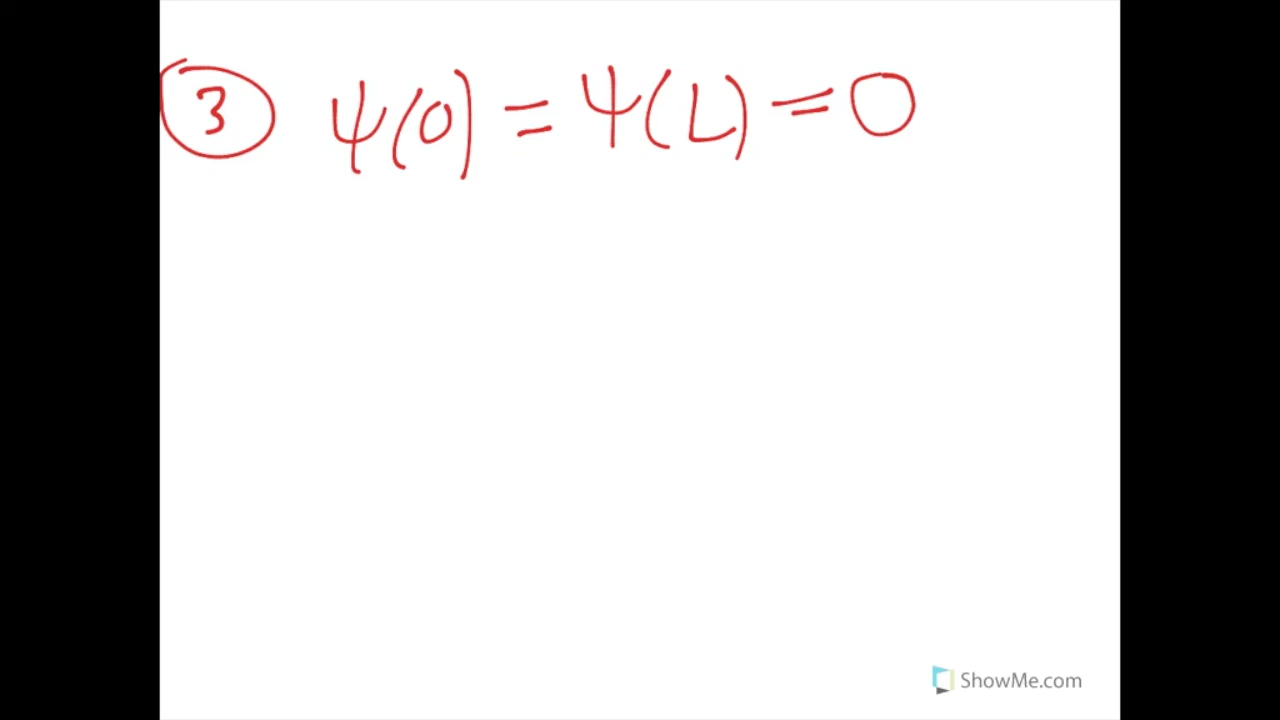 ③ ψ(0) = ψ(L) = 0
ShowMe.com